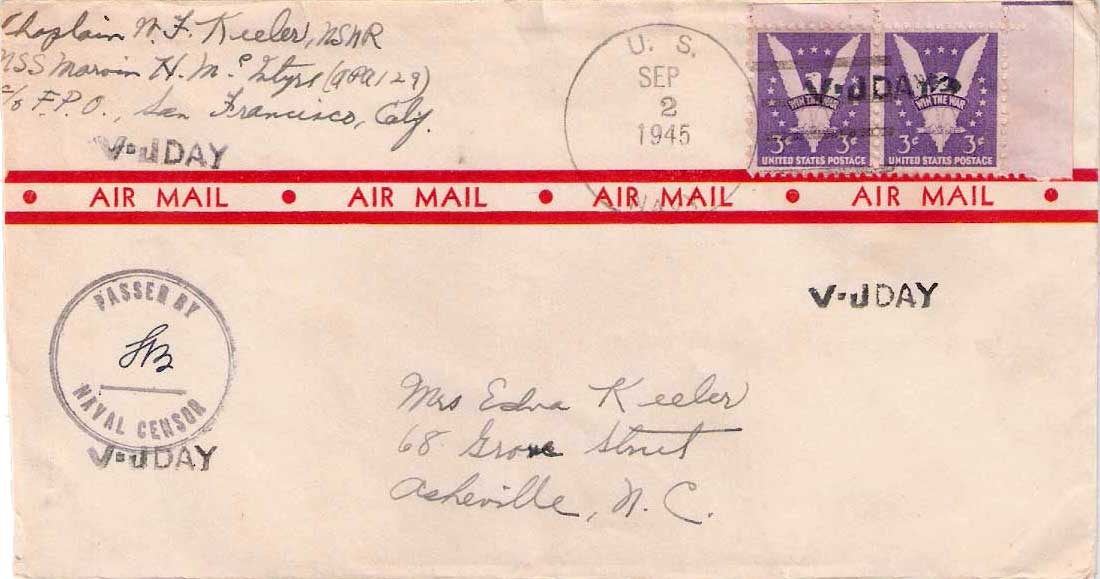 Chaplain W. F. Keeler, USNR
USS Marvin H. McIntyre (APA 129)
c/o F.P.O., San Francisco, Calif.
V-J DAY
U. S.
SEP
2
1945
NAVY
WIN THE WAR
3¢ 3¢
UNITED STATES POSTAGE
WIN THE WAR
3¢ 3¢
UNITED STATES POSTAGE
V-J DAY
AIR MAIL AIR MAIL AIR MAIL AIR MAIL
V-J DAY
PASSED BY
NAVAL CENSOR
V-J DAY
Mrs Edna Keeler
68 Grove Street
Asheville, N. C.